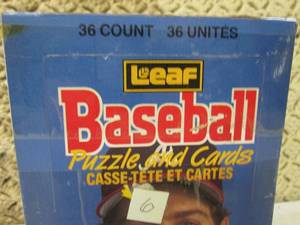 36 COUNT 36 UNITÉS
Leaf
Baseball
Puzzle and Cards
CASSE-TÊTE ET CARTES
6